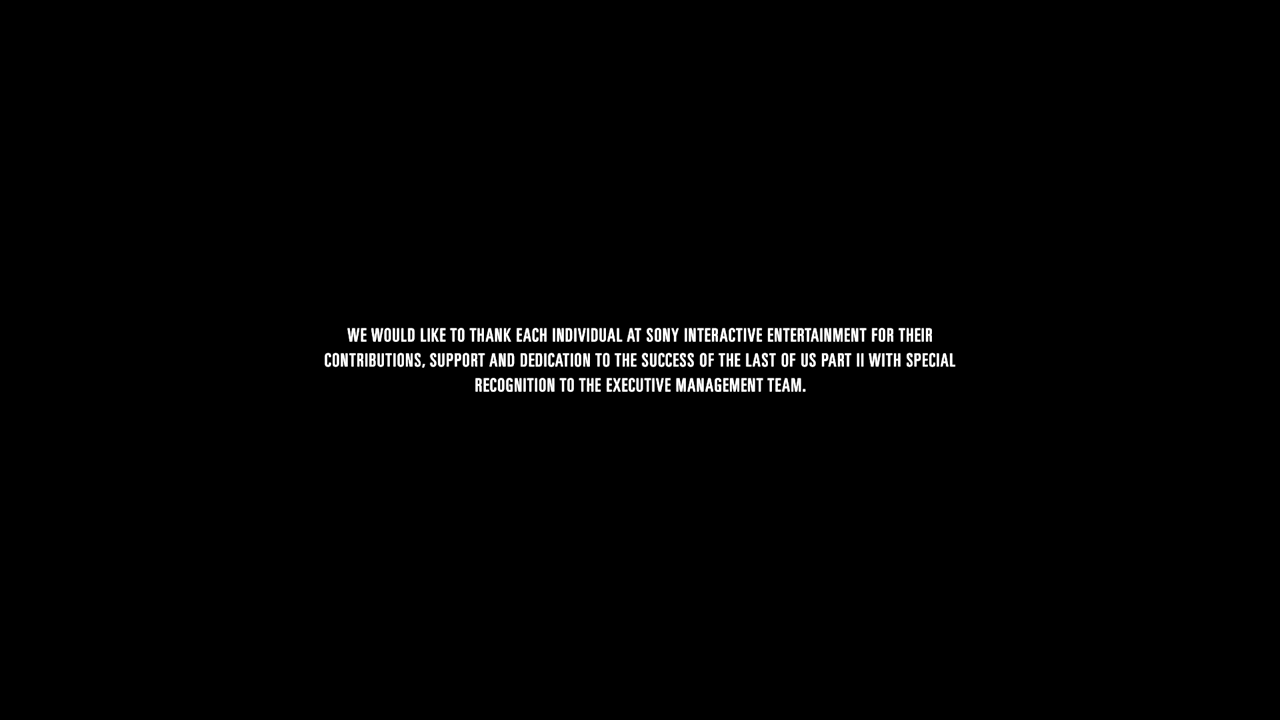 WE WOULD LIKE TO THANK EACH INDIVIDUAL AT SONY INTERACTIVE ENTERTAINMENT FOR THEIR
CONTRIBUTIONS, SUPPORT AND DEDICATION TO THE SUCCESS OF THE LAST OF US PART II WITH SPECIAL
RECOGNITION TO THE EXECUTIVE MANAGEMENT TEAM.